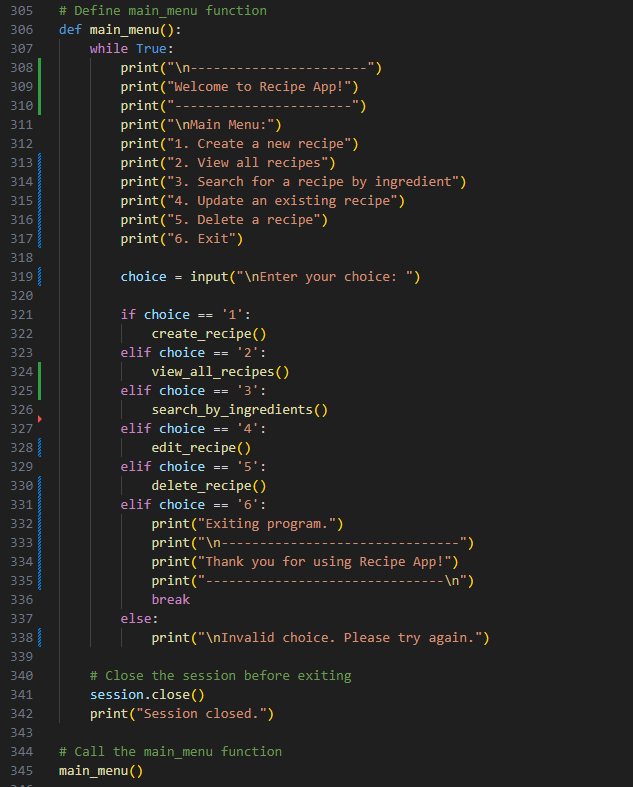 305 # Define main_menu function
306 def main_menu():
307     while True:
308         print("\n-----------------------")
309         print("Welcome to Recipe App!")
310         print("-----------------------")
311         print("\nMain Menu:")
312         print("1. Create a new recipe")
313         print("2. View all recipes")
314         print("3. Search for a recipe by ingredient")
315         print("4. Update an existing recipe")
316         print("5. Delete a recipe")
317         print("6. Exit")
318
319         choice = input("\nEnter your choice: ")
320
321         if choice == '1':
322             create_recipe()
323         elif choice == '2':
324             view_all_recipes()
325         elif choice == '3':
326             search_by_ingredients()
327         elif choice == '4':
328             edit_recipe()
329         elif choice == '5':
330             delete_recipe()
331         elif choice == '6':
332             print("Exiting program.")
333             print("\n-------------------------------")
334             print("Thank you for using Recipe App!")
335             print("-------------------------------\n")
336             break
337         else:
338             print("\nInvalid choice. Please try again.")
339
340     # Close the session before exiting
341     session.close()
342     print("Session closed.")
343
344 # Call the main_menu function
345 main_menu()